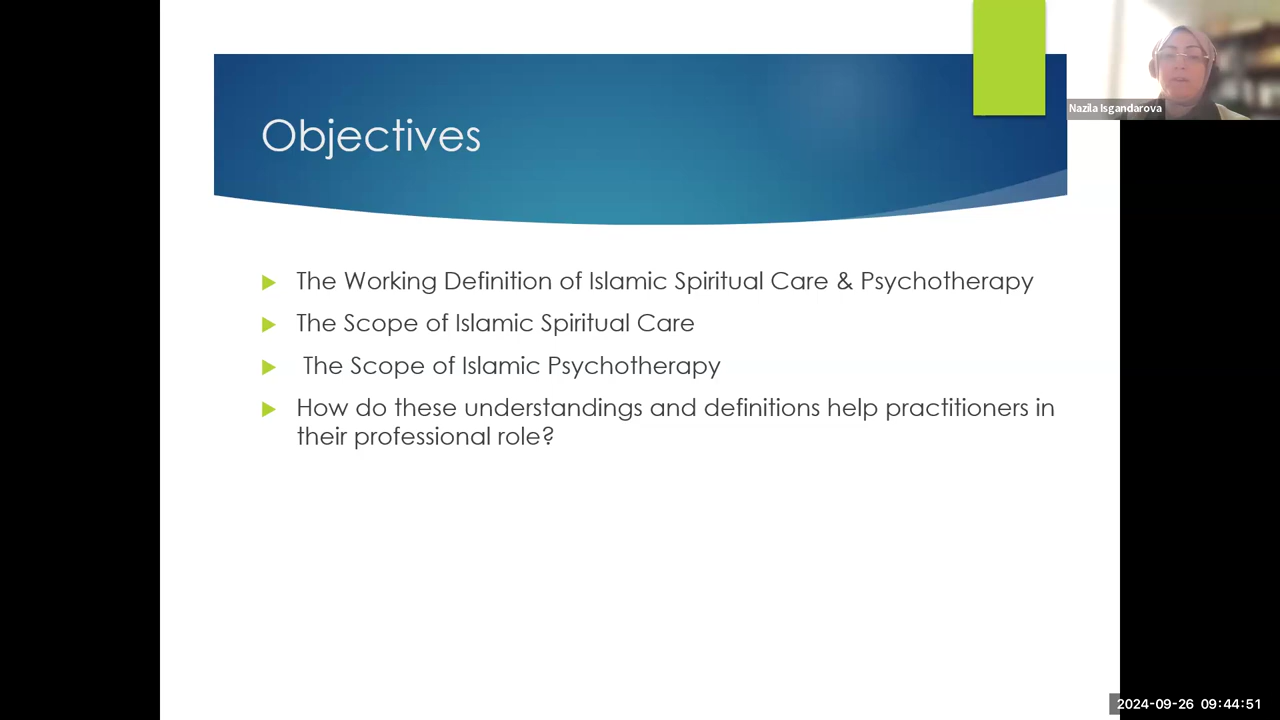 Objectives
Nazila Isgandarova
The Working Definition of Islamic Spiritual Care & Psychotherapy
The Scope of Islamic Spiritual Care
The Scope of Islamic Psychotherapy
How do these understandings and definitions help practitioners in
their professional role?
2024-09-26 09:44:51